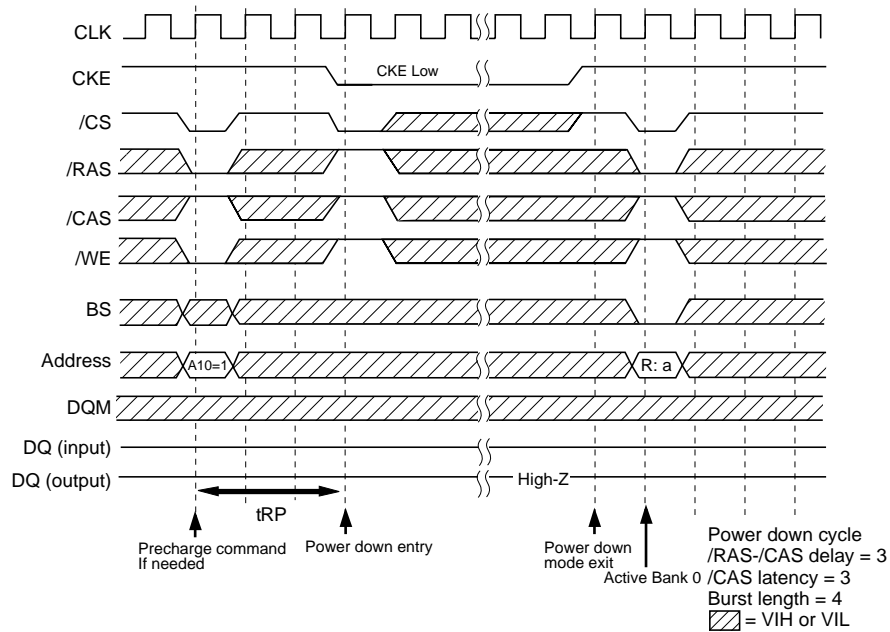 CLK
CKE
CKE Low
/CS
/RAS
/CAS
/WE
BS
Address
A10=1
R: a
DQM
DQ (input)
DQ (output)
High-Z
tRP
Precharge command
If needed
Power down entry
Power down
mode exit
Active Bank 0
Power down cycle
/RAS-/CAS delay = 3
/CAS latency = 3
Burst length = 4
= VIH or VIL